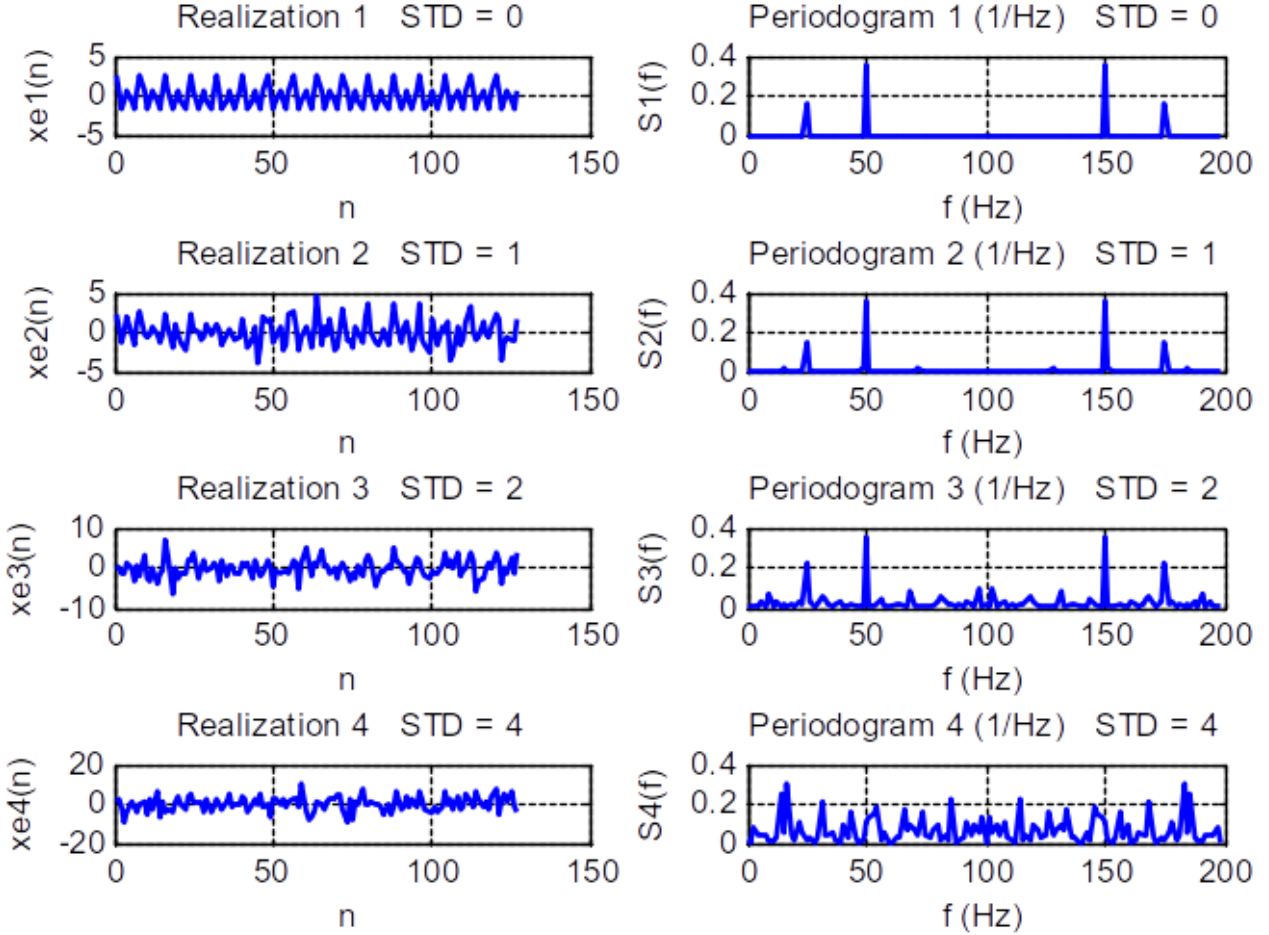 Realization 1 STD = 0
xe1(n)
5
0
-5
0 50 100 150
n
Periodogram 1 (1/Hz) STD = 0
S1(f)
0.4
0.2
0
0 50 100 150 200
f (Hz)
Realization 2 STD = 1
xe2(n)
5
0
-5
0 50 100 150
n
Periodogram 2 (1/Hz) STD = 1
S2(f)
0.4
0.2
0
0 50 100 150 200
f (Hz)
Realization 3 STD = 2
xe3(n)
10
0
-10
0 50 100 150
n
Periodogram 3 (1/Hz) STD = 2
S3(f)
0.4
0.2
0
0 50 100 150 200
f (Hz)
Realization 4 STD = 4
xe4(n)
20
0
-20
0 50 100 150
n
Periodogram 4 (1/Hz) STD = 4
S4(f)
0.4
0.2
0
0 50 100 150 200
f (Hz)